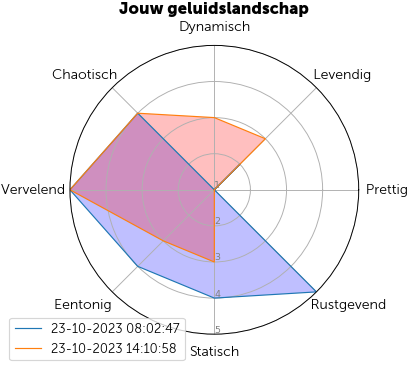 Jouw geluidslandschap
Dynamisch
Chaotisch
Levendig
Vervelend
1
Prettig
2
3
4
Eentonig
Rustgevend
5
Statisch
23-10-2023 08:02:47
23-10-2023 14:10:58